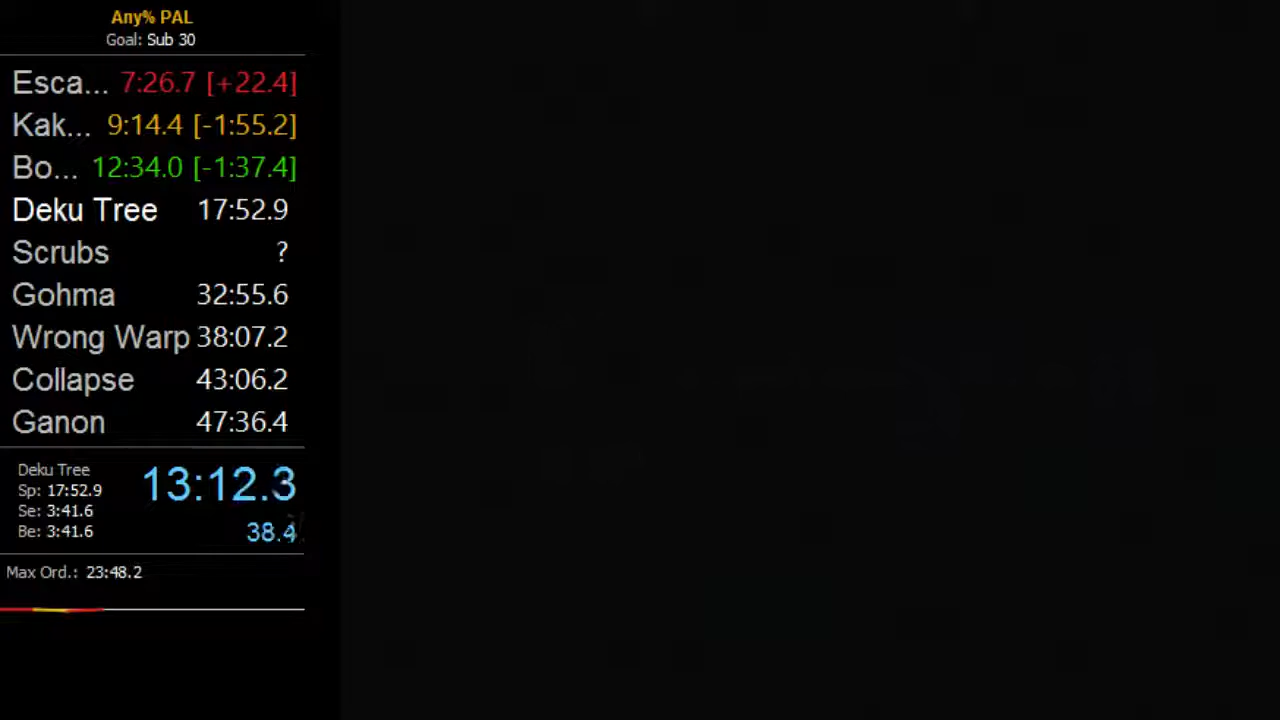 Any% PAL
Goal: Sub 30
Esca... 7:26.7 [+22.4]
Kak... 9:14.4 [-1:55.2]
Bo... 12:34.0 [-1:37.4]
Deku Tree 17:52.9
Scrubs ?
Gohma 32:55.6
Wrong Warp 38:07.2
Collapse 43:06.2
Ganon 47:36.4
Deku Tree
13:12.3
Sp: 17:52.9
Se: 3:41.6
Be: 3:41.6
38.4
Max Ord.: 23:48.2